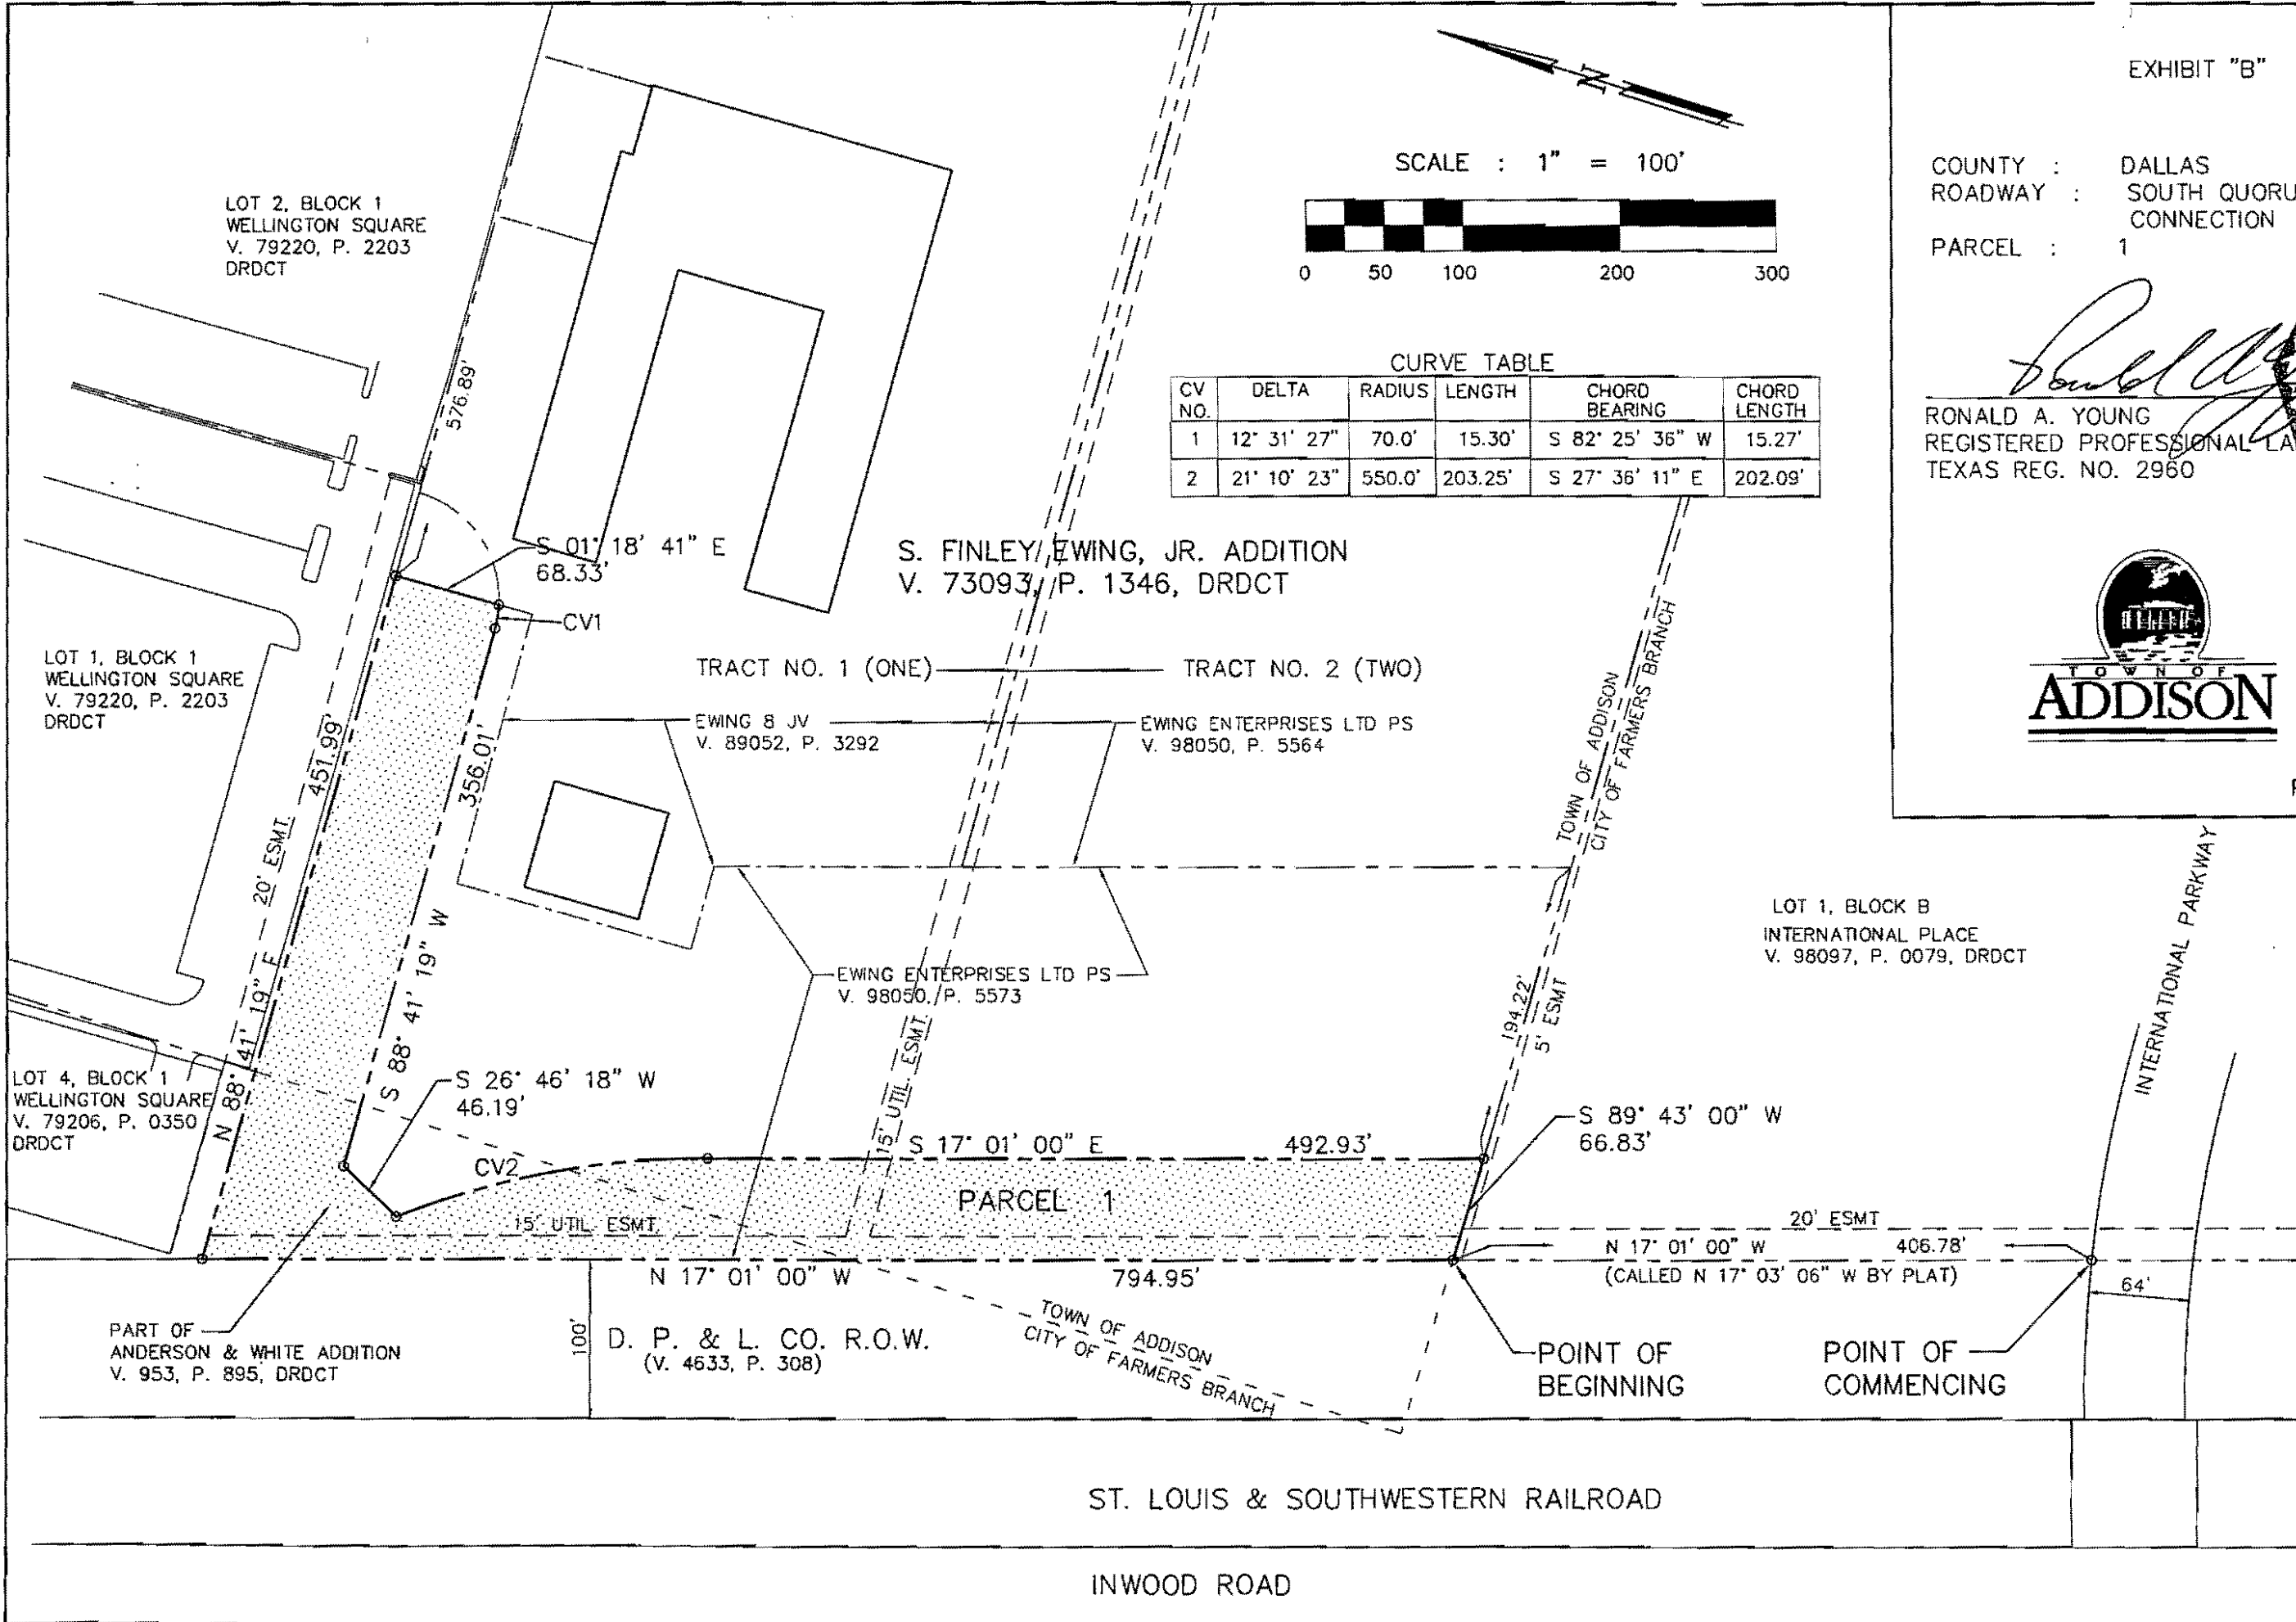 EXHIBIT "B"
COUNTY : DALLAS
ROADWAY : SOUTH QUORU
CONNECTION
PARCEL : 1
RONALD A. YOUNG
REGISTERED PROFESSIONAL LA
TEXAS REG. NO. 2960
TOWN OF
ADDISON
N
SCALE : 1" = 100'
0 50 100 200 300
CURVE TABLE
CV NO. DELTA RADIUS LENGTH CHORD BEARING CHORD LENGTH
1 12° 31' 27" 70.0' 15.30' S 82° 25' 36" W 15.27'
2 21° 10' 23" 550.0' 203.25' S 27° 36' 11" E 202.09'
LOT 2, BLOCK 1
WELLINGTON SQUARE
V. 79220, P. 2203
DRDCT
576.89'
S 01° 18' 41" E
68.33'
CV1
S. FINLEY EWING, JR. ADDITION
V. 73093, P. 1346, DRDCT
LOT 1, BLOCK 1
WELLINGTON SQUARE
V. 79220, P. 2203
DRDCT
TRACT NO. 1 (ONE)
TRACT NO. 2 (TWO)
EWING 8 JV
V. 89052, P. 3292
EWING ENTERPRISES LTD PS
V. 98050, P. 5564
TOWN OF ADDISON
CITY OF FARMERS BRANCH
451.99'
356.01'
20' ESMT.
N 88° 41' 19" E
S 88° 41' 19" W
EWING ENTERPRISES LTD PS
V. 98050, P. 5573
LOT 1, BLOCK B
INTERNATIONAL PLACE
V. 98097, P. 0079, DRDCT
INTERNATIONAL PARKWAY
194.22'
5' ESMT
15' UTIL. ESMT.
LOT 4, BLOCK 1
WELLINGTON SQUARE
V. 79206, P. 0350
DRDCT
S 26° 46' 18" W
46.19'
S 89° 43' 00" W
66.83'
CV2
S 17° 01' 00" E 492.93'
PARCEL 1
15' UTIL. ESMT.
20' ESMT
N 17° 01' 00" W 406.78'
(CALLED N 17° 03' 06" W BY PLAT)
64'
N 17° 01' 00" W 794.95'
100'
D. P. & L. CO. R.O.W.
(V. 4633, P. 308)
TOWN OF ADDISON
CITY OF FARMERS BRANCH
PART OF
ANDERSON & WHITE ADDITION
V. 953, P. 895, DRDCT
POINT OF
BEGINNING
POINT OF
COMMENCING
ST. LOUIS & SOUTHWESTERN RAILROAD
INWOOD ROAD